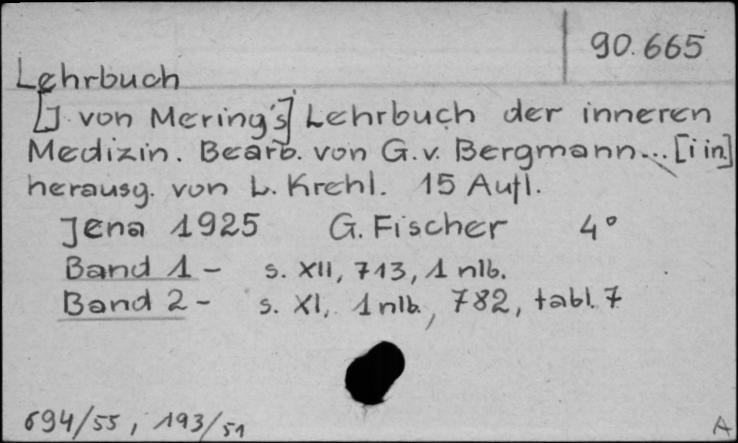 90.665
Lehrbuch
[J. von Mering's] Lehrbuch der inneren
Medizin. Bearb. von G. v. Bergmann... [i in.]
herausg. von L. Krehl. 15 Aufl.
Jena 1925 G. Fischer 4°
Band 1 - s. XII, 713, 1 nlb.
Band 2 - s. XI, 1 nlb., 782, tabl. 7
694/55, 193/51
A